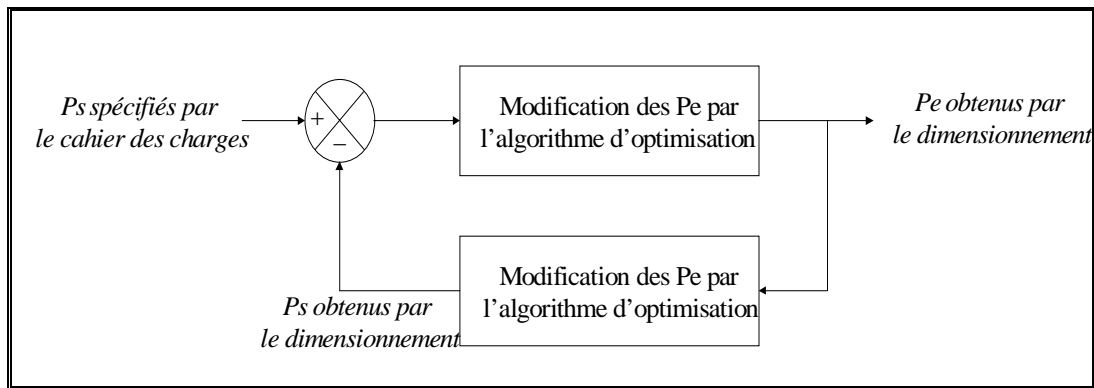 Ps spécifiés par
le cahier des charges
+
−
Modification des Pe par
l’algorithme d’optimisation
Pe obtenus par
le dimensionnement
Modification des Pe par
l’algorithme d’optimisation
Ps obtenus par
le dimensionnement